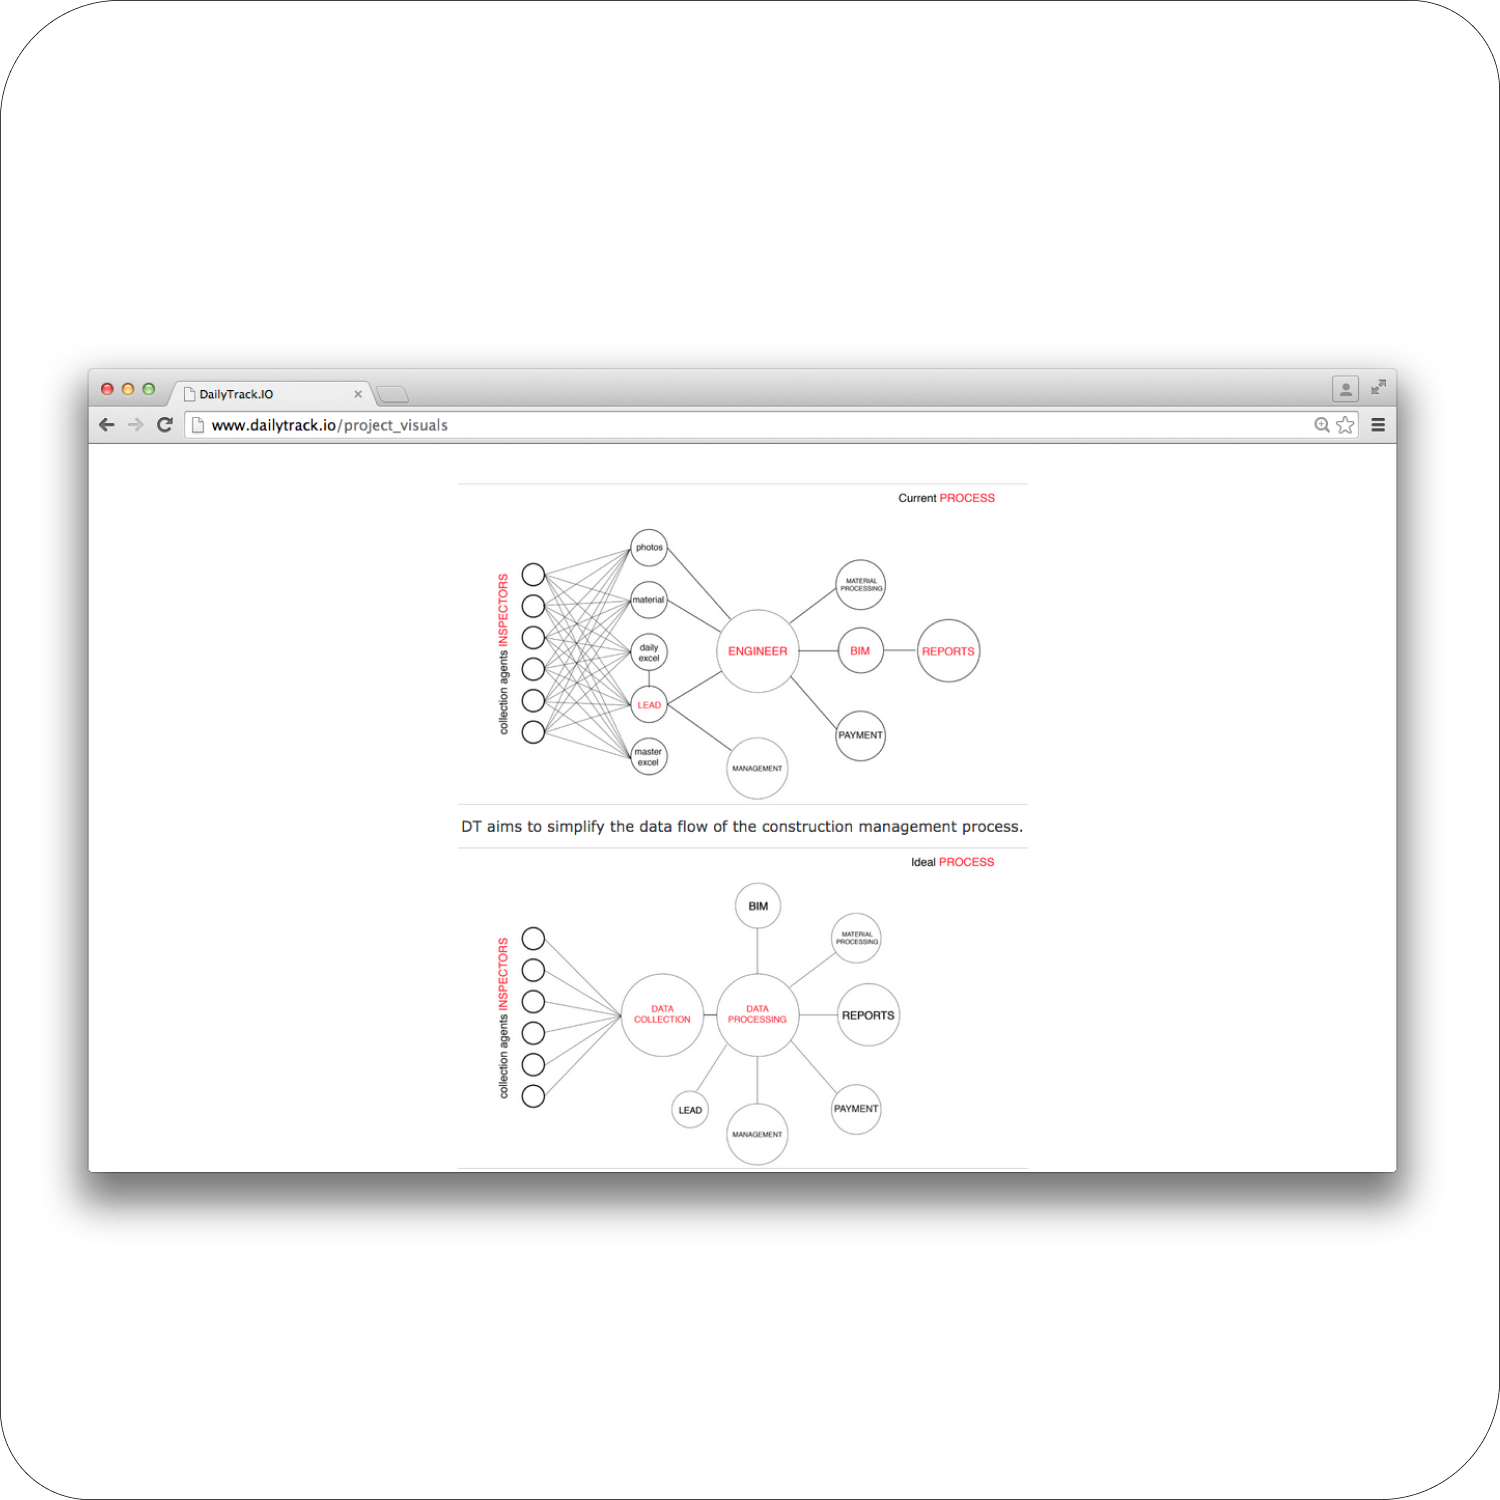 DailyTrack.IO
www.dailytrack.io/project_visuals
Current PROCESS
collection agents INSPECTORS
photos
material
daily
excel
LEAD
master
excel
ENGINEER
MANAGEMENT
MATERIAL
PROCESSING
BIM
REPORTS
PAYMENT
DT aims to simplify the data flow of the construction management process.
Ideal PROCESS
collection agents INSPECTORS
DATA
COLLECTION
DATA
PROCESSING
BIM
MATERIAL
PROCESSING
REPORTS
PAYMENT
LEAD
MANAGEMENT